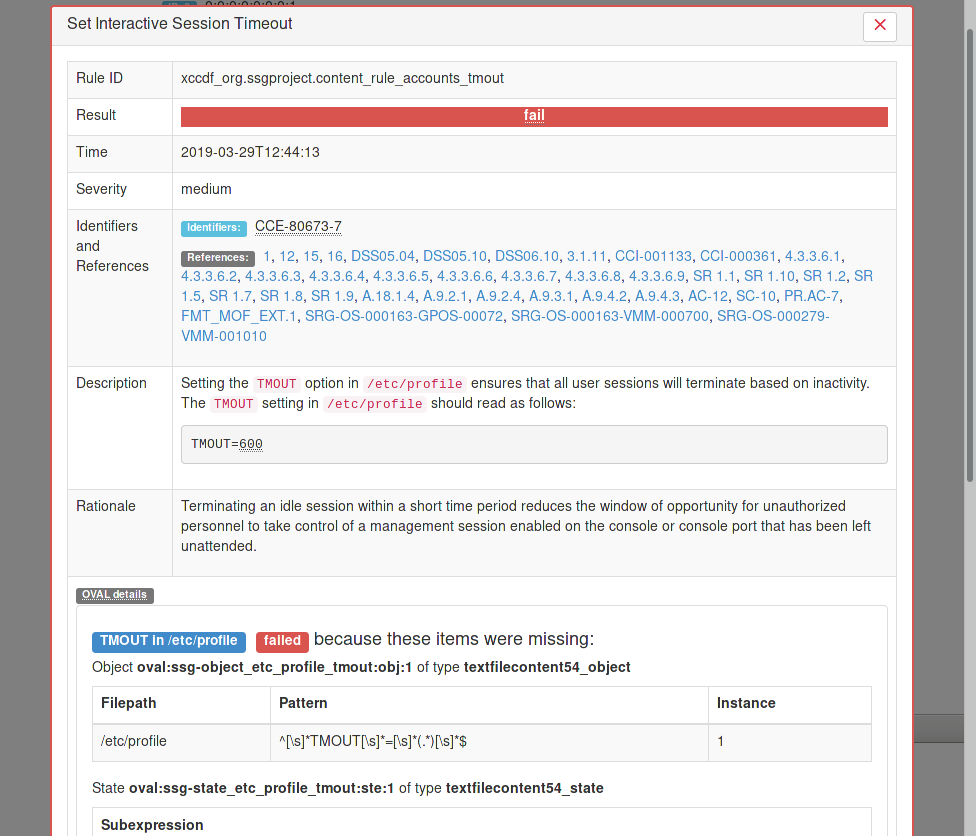 Set Interactive Session Timeout
Rule ID
xccdf_org.ssgproject.content_rule_accounts_tmout
Result
fail
Time
2019-03-29T12:44:13
Severity
medium
Identifiers
and
References
Identifiers: CCE-80673-7
References: 1, 12, 15, 16, DSS05.04, DSS05.10, DSS06.10, 3.1.11, CCI-001133, CCI-000361, 4.3.3.6.1,
4.3.3.6.2, 4.3.3.6.3, 4.3.3.6.4, 4.3.3.6.5, 4.3.3.6.6, 4.3.3.6.7, 4.3.3.6.8, 4.3.3.6.9, SR 1.1, SR 1.10, SR 1.2, SR
1.5, SR 1.7, SR 1.8, SR 1.9, A.18.1.4, A.9.2.1, A.9.2.4, A.9.3.1, A.9.4.2, A.9.4.3, AC-12, SC-10, PR.AC-7,
FMT_MOF_EXT.1, SRG-OS-000163-GPOS-00072, SRG-OS-000163-VMM-000700, SRG-OS-000279-
VMM-001010
Description
Setting the TMOUT option in /etc/profile ensures that all user sessions will terminate based on inactivity.
The TMOUT setting in /etc/profile should read as follows:
TMOUT=600
Rationale
Terminating an idle session within a short time period reduces the window of opportunity for unauthorized
personnel to take control of a management session enabled on the console or console port that has been left
unattended.
OVAL details
TMOUT in /etc/profile failed because these items were missing:
Object oval:ssg-object_etc_profile_tmout:obj:1 of type textfilecontent54_object
Filepath Pattern Instance
/etc/profile ^[\s]*TMOUT[\s]*=[\s]*(.*)[\s]*$ 1
State oval:ssg-state_etc_profile_tmout:ste:1 of type textfilecontent54_state
Subexpression